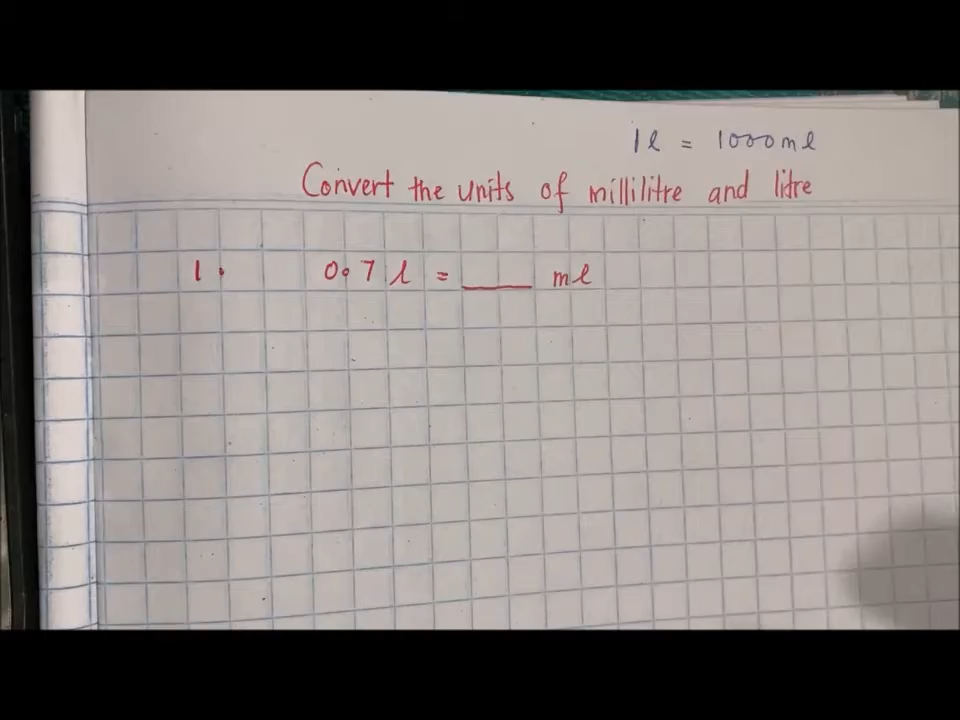 1l = 1000ml
Convert the units of millilitre and litre
1. 0.7 l = ____ ml